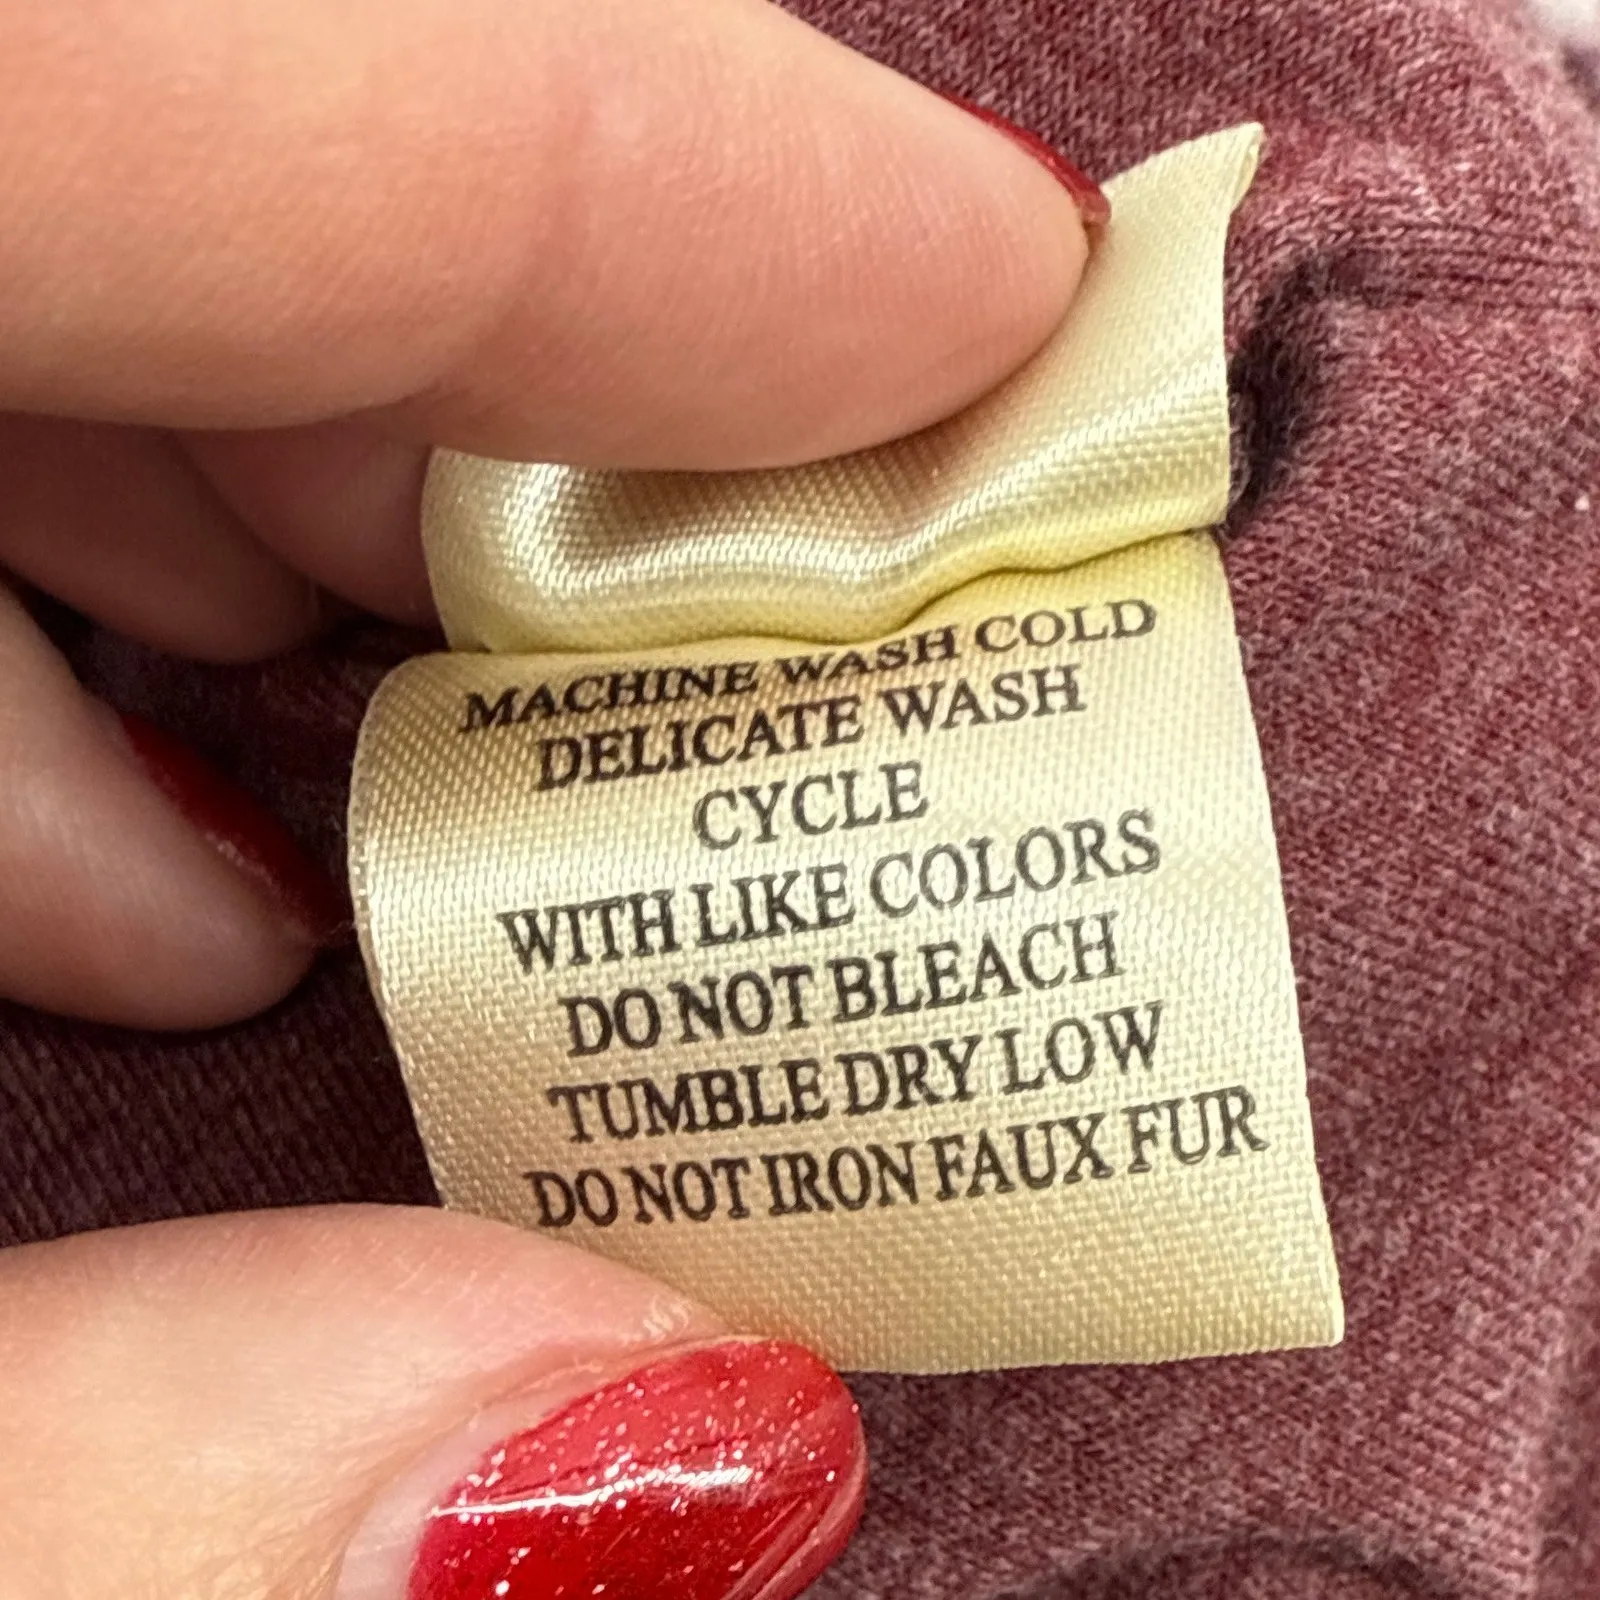 MACHINE WASH COLD
DELICATE WASH
CYCLE
WITH LIKE COLORS
DO NOT BLEACH
TUMBLE DRY LOW
DO NOT IRON FAUX FUR